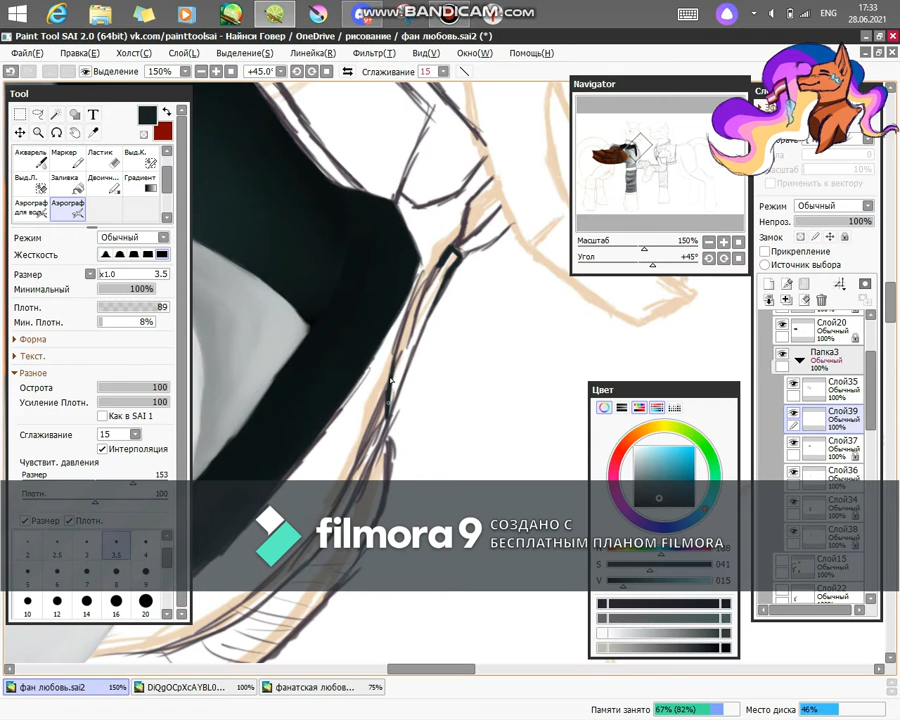 www.BANDICAM.com
ENG
17:33
28.06.2021
Paint Tool SAI 2.0 (64bit) vk.com/painttoolsai - Найнси Говер / OneDrive / рисование / фан любовь.sai2 (*)
Файл(F) Правка(E) Холст(C) Слой(L) Выделение(S) Линейка(R) Фильтр(T) Вид(V) Окно(W) Помощь(H)
Выделение 150% +45.0° Сглаживание 15
Tool
Акварель Маркер Ластик Выд.К.
Выд.Л. Заливка Двоичн... Градиент
Аэрограф для во Аэрограф
Режим Обычный
Жесткость
Размер x1.0 3.5
Минимальный 100%
Плотн. 89
Мин. Плотн. 8%
Форма
Текст.
Разное
Острота 100
Усиление Плотн. 100
Как в SAI 1
Сглаживание 15
Интерполяция
Чувствит. давления
Размер 153
Плотн. 100
Размер Плотн.
2 2.5 3 3.5 4
5 6 7 8 9
10 12 14 16 20
Navigator
Масштаб 150%
Угол +45°
Масштаб 10%
Применить к вектору
Режим Обычный
Непроз. 100%
Замок
Прикрепление
Источник выбора
Слой20
Обычный
100%
Папка3
Обычный
100%
Слой35
Обычный
100%
Слой39
Обычный
100%
Слой37
Обычный
100%
Слой36
Обычный
100%
Слой34
Обычный
100%
Слой38
Обычный
100%
Слой15
Обычный
100%
Слой22
Обычный
100%
Цвет
S 041
V 015
filmora 9
СОЗДАНО С
БЕСПЛАТНЫМ ПЛАНОМ FILMORA
фан любовь.sai2 150% DiQgOCpXcAYBL0... 100% фанатская любов... 75%
Памяти занято 67% (82%) Место диска 46%